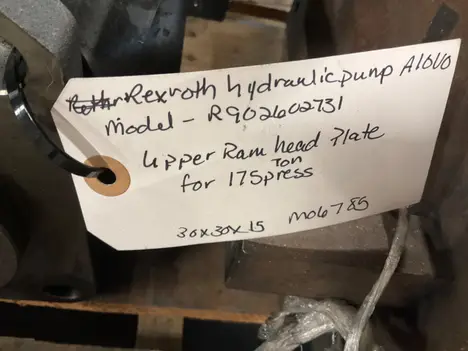 Rexroth hydraulic pump A10VO
Model - R902602731
Upper Ram head Plate
for 175 Ton press
30x30x15 M06785